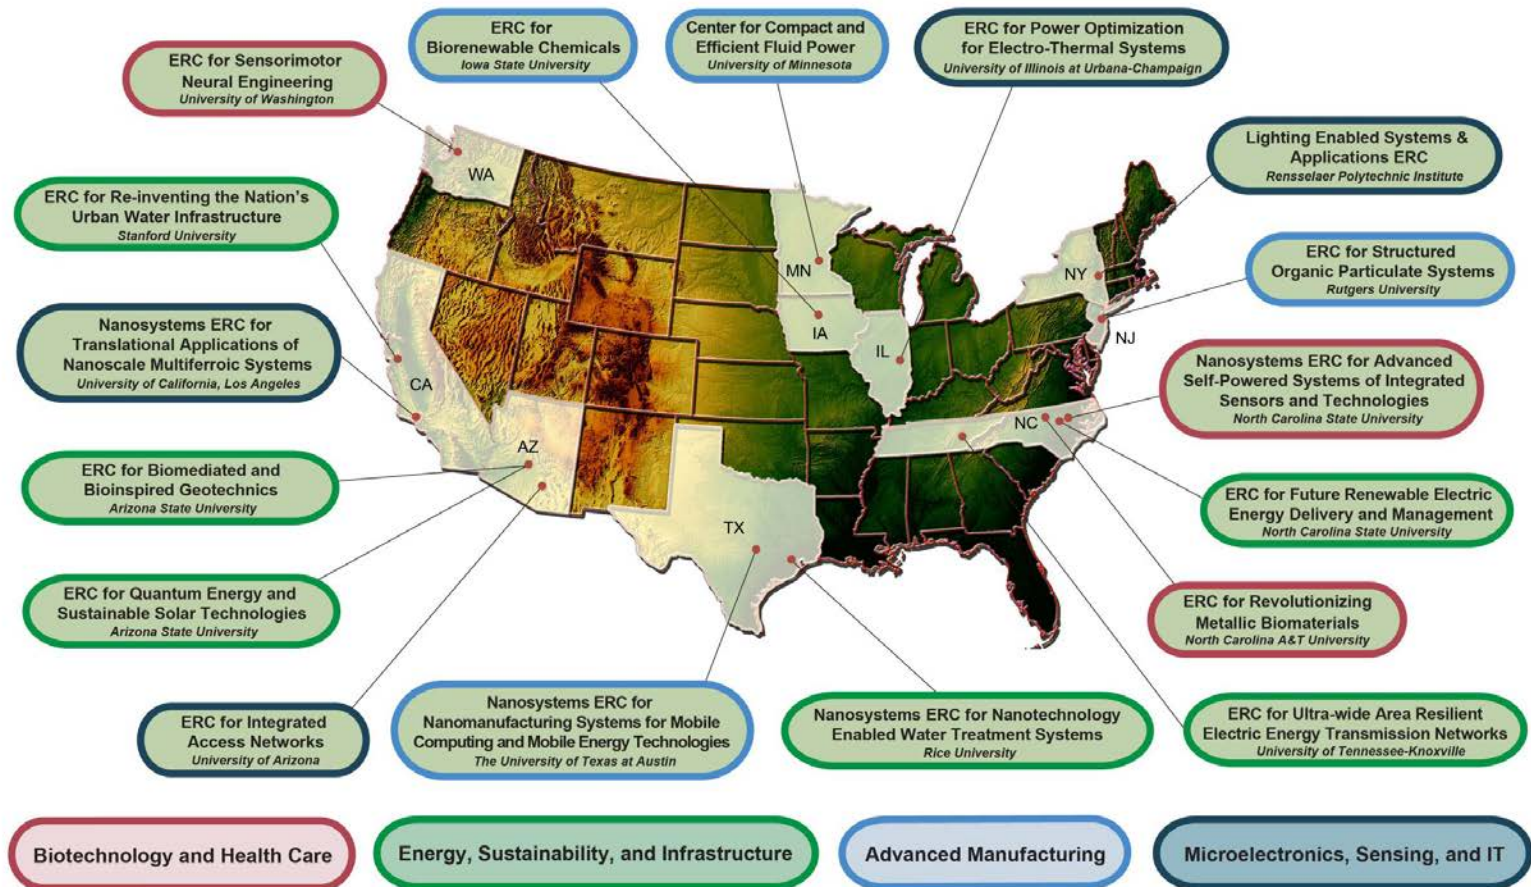 ERC for
Biorenewable Chemicals
Iowa State University
Center for Compact and
Efficient Fluid Power
University of Minnesota
ERC for Power Optimization
for Electro-Thermal Systems
University of Illinois at Urbana-Champaign
ERC for Sensorimotor
Neural Engineering
University of Washington
Lighting Enabled Systems &
Applications ERC
Rensselaer Polytechnic Institute
ERC for Re-inventing the Nation's
Urban Water Infrastructure
Stanford University
ERC for Structured
Organic Particulate Systems
Rutgers University
Nanosystems ERC for
Translational Applications of
Nanoscale Multiferroic Systems
University of California, Los Angeles
Nanosystems ERC for Advanced
Self-Powered Systems of Integrated
Sensors and Technologies
North Carolina State University
ERC for Biomediated and
Bioinspired Geotechnics
Arizona State University
ERC for Future Renewable Electric
Energy Delivery and Management
North Carolina State University
ERC for Quantum Energy and
Sustainable Solar Technologies
Arizona State University
ERC for Revolutionizing
Metallic Biomaterials
North Carolina A&T University
ERC for Integrated
Access Networks
University of Arizona
Nanosystems ERC for
Nanomanufacturing Systems for Mobile
Computing and Mobile Energy Technologies
The University of Texas at Austin
Nanosystems ERC for Nanotechnology
Enabled Water Treatment Systems
Rice University
ERC for Ultra-wide Area Resilient
Electric Energy Transmission Networks
University of Tennessee-Knoxville
WA
MN
NY
IA
NJ
IL
CA
NC
AZ
TX
Biotechnology and Health Care
Energy, Sustainability, and Infrastructure
Advanced Manufacturing
Microelectronics, Sensing, and IT